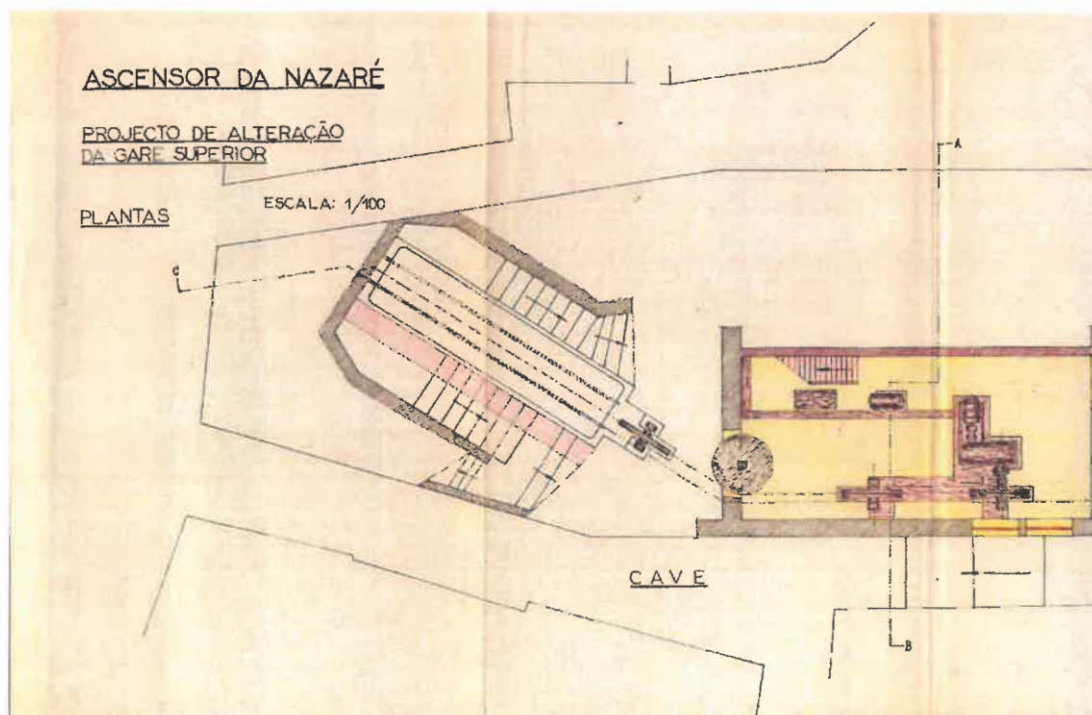 ASCENSOR DA NAZARÉ
PROJECTO DE ALTERAÇÃO
DA GARE SUPERIOR
PLANTAS
ESCALA: 1/100
A
C
CAVE
B